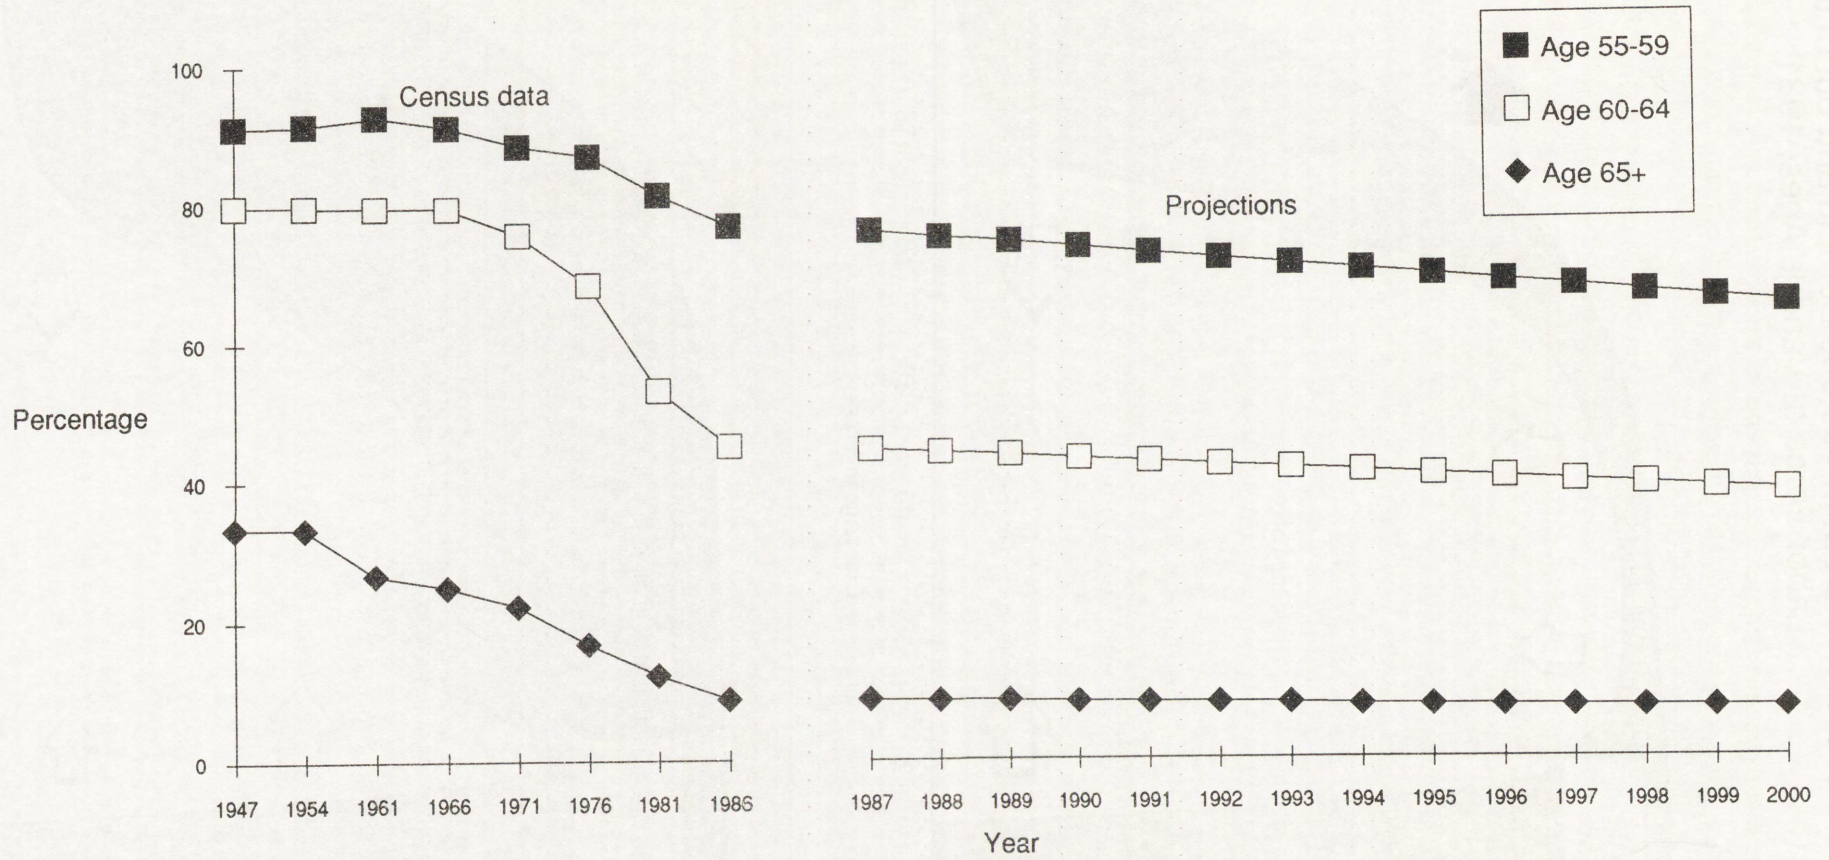 Age 55-59
Age 60-64
Age 65+
100
Census data
80
Projections
60
Percentage
40
20
0
1947 1954 1961 1966 1971 1976 1981 1986 1987 1988 1989 1990 1991 1992 1993 1994 1995 1996 1997 1998 1999 2000
Year